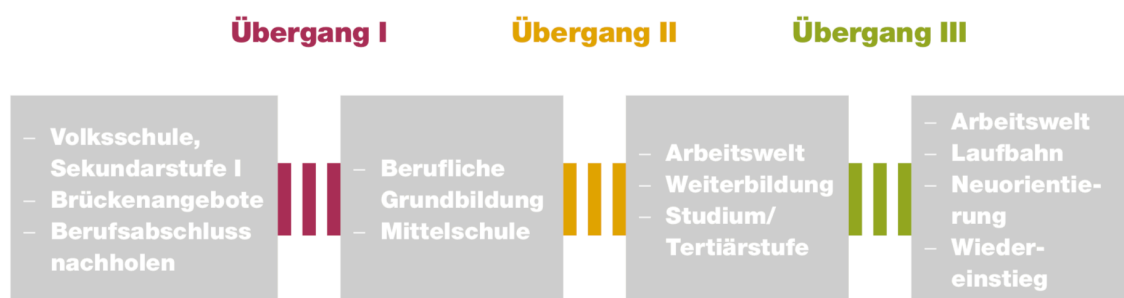 Übergang I
Übergang II
Übergang III
– Volksschule,
Sekundarstufe I
– Brückenangebote
– Berufsabschluss
nachholen
– Berufliche
Grundbildung
– Mittelschule
– Arbeitswelt
– Weiterbildung
– Studium/
Tertiärstufe
– Arbeitswelt
– Laufbahn
– Neuorientie-
rung
– Wieder-
einstieg